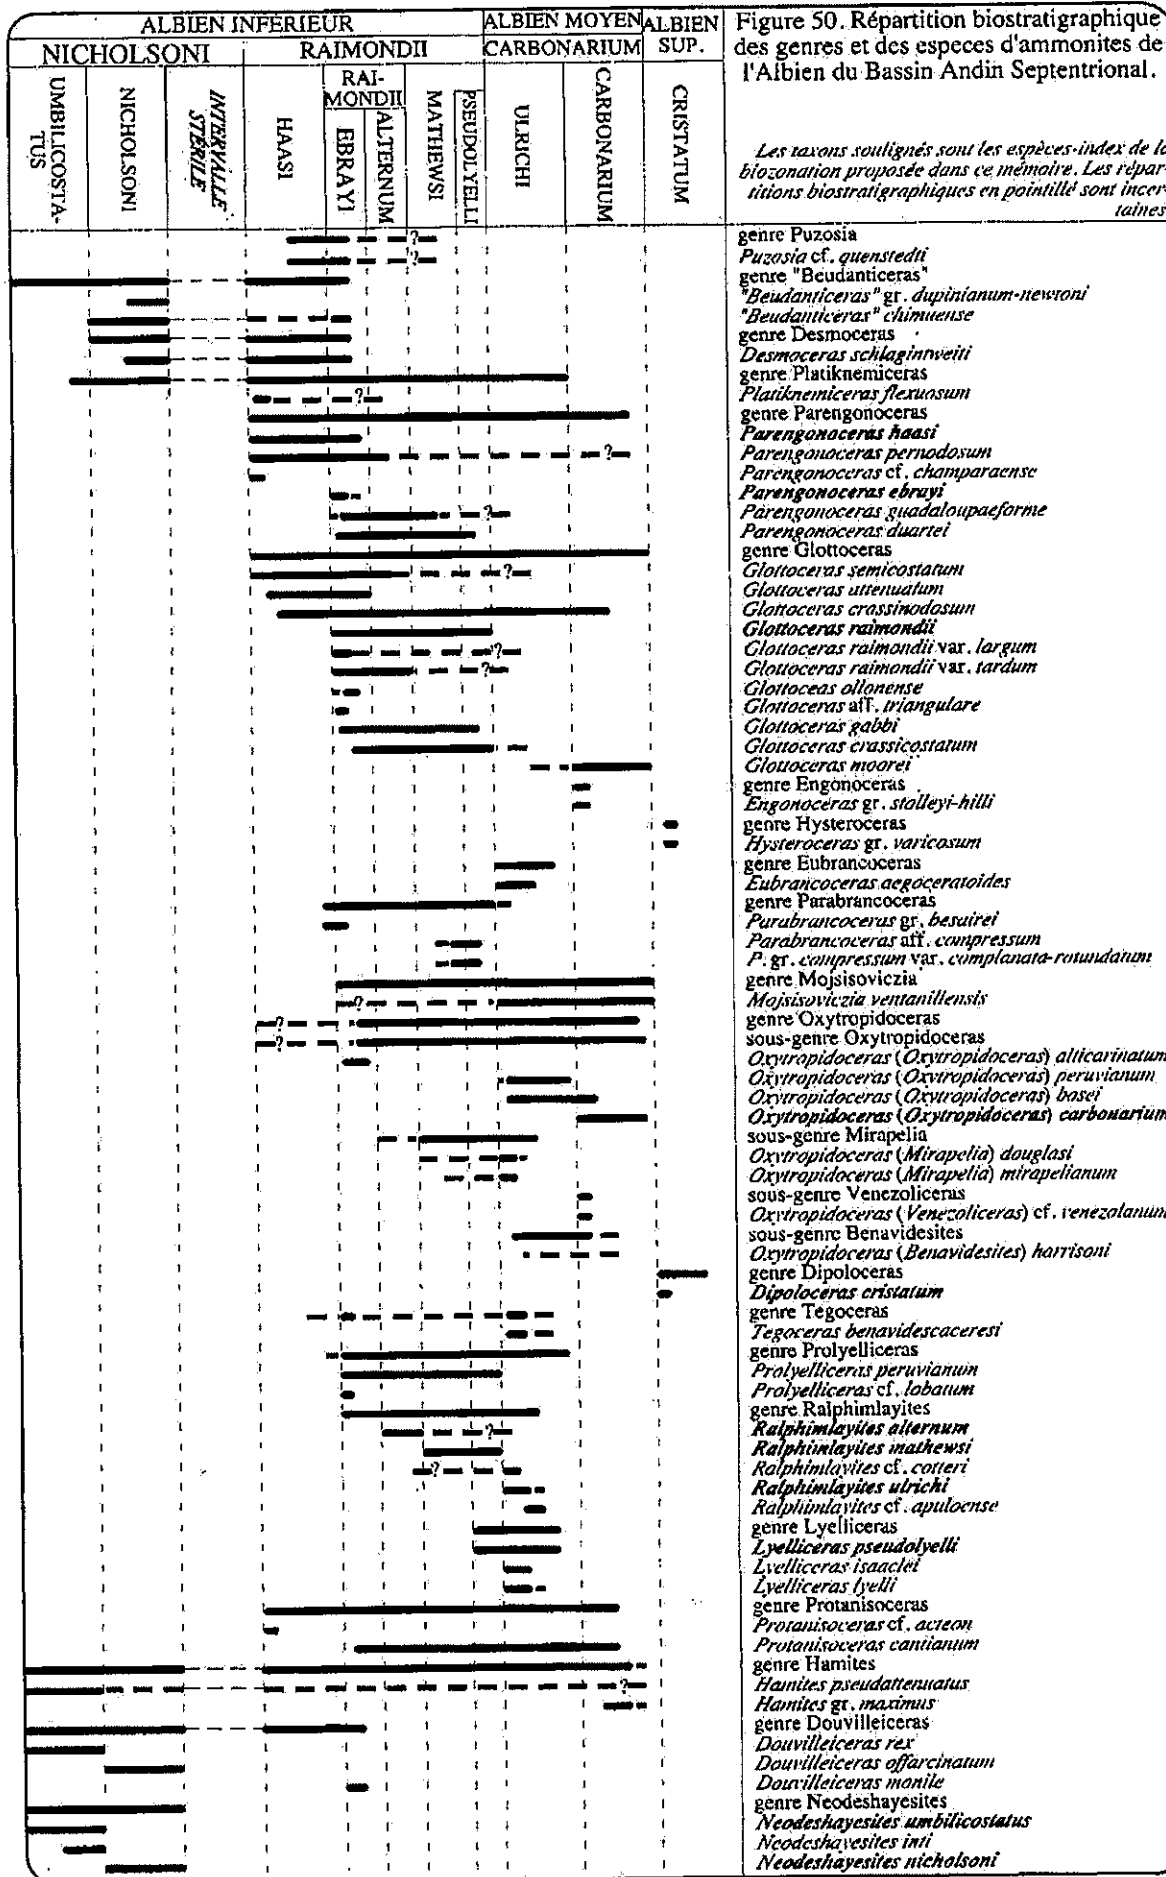 ALBIEN INFÉRIEUR
ALBIEN MOYEN
ALBIEN
SUP.
NICHOLSONI
RAIMONDII
CARBONARIUM
RAI-
MONDII
UMBILICOSTA-
TUS
NICHOLSONI
INTERVALLE
STÉRILE
HAASI
EBRAYI
ALTERNUM
MATHEWSI
PSEUDOLYELLI
ULRICHI
CARBONARIUM
CRISTATUM
Figure 50. Répartition biostratigraphique
des genres et des especes d'ammonites de
l'Albien du Bassin Andin Septentrional.
Les taxons soulignés sont les espèces-index de la
biozonation proposée dans ce mémoire. Les répar-
titions biostratigraphiques en pointillé sont incer-
taines
genre Puzosia
Puzosia cf. quenstedti
genre "Beudanticeras"
"Beudanticeras" gr. dupinianum-newtoni
"Beudanticeras" chimuense
genre Desmoceras
Desmoceras schlagintweiti
genre Platiknemiceras
Platiknemiceras flexuosum
genre Parengonoceras
Parengonoceras haasi
Parengonoceras pernodosum
Parengonoceras cf. champaraense
Parengonoceras ebrayi
Parengonoceras guadaloupaeforme
Parengonoceras duartei
genre Glottoceras
Glottoceras semicostatum
Glottoceras attenuatum
Glottoceras crassinodosum
Glottoceras raimondii
Glottoceras raimondii var. largum
Glottoceras raimondii var. tardum
Glottoceas ollonense
Glottoceras aff. triangulare
Glottoceras gabbi
Glottoceras crassicostatum
Glottoceras moorei
genre Engonoceras
Engonoceras gr. stolleyi-hilli
genre Hysteroceras
Hysteroceras gr. varicosum
genre Eubrancoceras
Eubrancoceras aegoceratoides
genre Parabrancoceras
Parabrancoceras gr. besairei
Parabrancoceras aff. compressum
P. gr. compressum var. complanata-rotundatum
genre Mojsisoviczia
Mojsisoviczia ventanillensis
genre Oxytropidoceras
sous-genre Oxytropidoceras
Oxytropidoceras (Oxytropidoceras) alticarinatum
Oxytropidoceras (Oxytropidoceras) peruvianum
Oxytropidoceras (Oxytropidoceras) bosei
Oxytropidoceras (Oxytropidoceras) carbonarium
sous-genre Mirapelia
Oxytropidoceras (Mirapelia) douglasi
Oxytropidoceras (Mirapelia) mirapelianum
sous-genre Venezoliceras
Oxytropidoceras (Venezoliceras) cf. venezolanum
sous-genre Benavidesites
Oxytropidoceras (Benavidesites) harrisoni
genre Dipoloceras
Dipoloceras cristatum
genre Tegoceras
Tegoceras benavidescaceresi
genre Prolyelliceras
Prolyelliceras peruvianum
Prolyelliceras cf. lobatum
genre Ralphimlayites
Ralphimlayites alternum
Ralphimlayites mathewsi
Ralphimlayites cf. cotteri
Ralphimlayites ulrichi
Ralphimlayites cf. apuloense
genre Lyelliceras
Lyelliceras pseudolyelli
Lyelliceras isaaclei
Lyelliceras lyelli
genre Protanisoceras
Protanisoceras cf. acteon
Protanisoceras cantianum
genre Hamites
Hamites pseudattenuatus
Hamites gr. maximus
genre Douvilleiceras
Douvilleiceras rex
Douvilleiceras offarcinatum
Douvilleiceras monile
genre Neodeshayesites
Neodeshayesites umbilicostatus
Neodeshayesites inti
Neodeshayesites nicholsoni